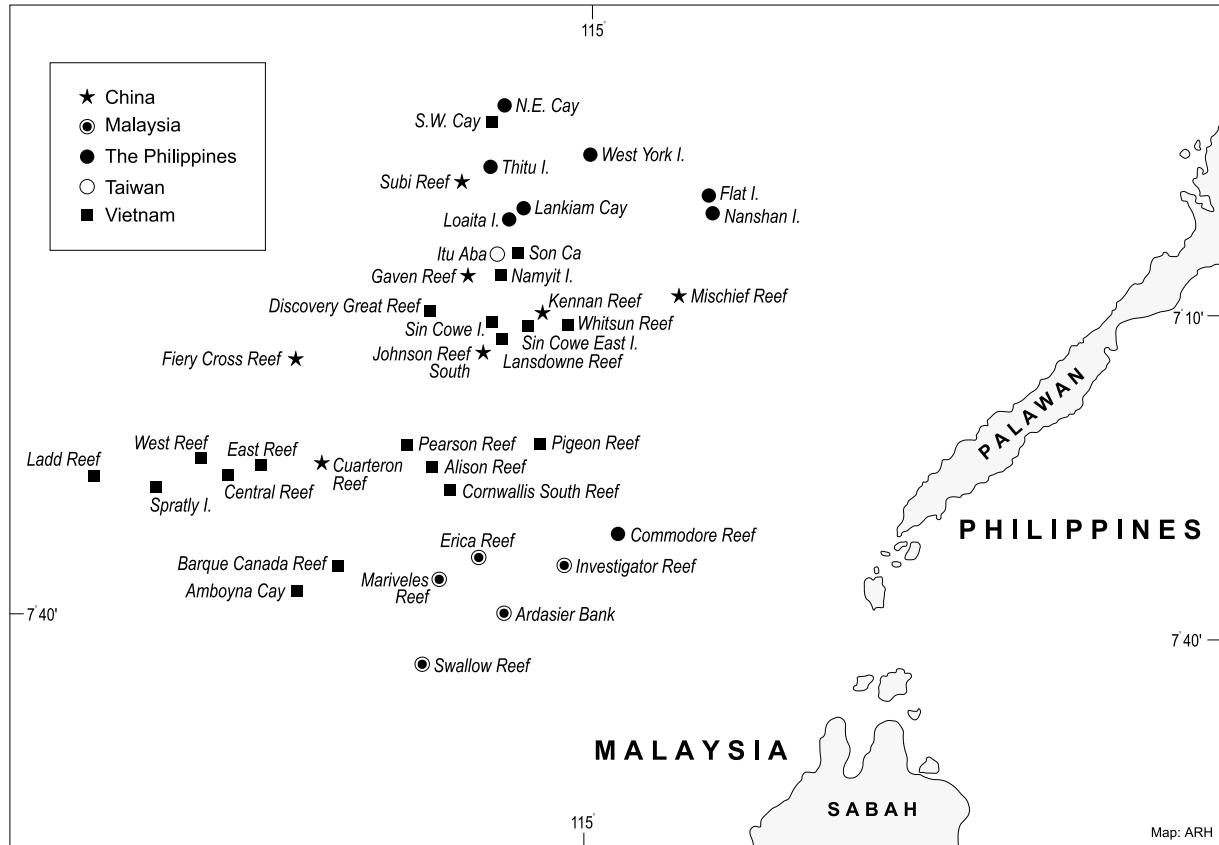 115°
China
Malaysia
The Philippines
Taiwan
Vietnam
N.E. Cay
S.W. Cay
West York I.
Thitu I.
Subi Reef
Flat I.
Lankiam Cay
Nanshan I.
Loaita I.
Itu Aba
Son Ca
Gaven Reef
Namyit I.
Mischief Reef
Kennan Reef
Discovery Great Reef
7°10'
Sin Cowe I.
Whitsun Reef
Sin Cowe East I.
Johnson Reef
South
Lansdowne Reef
Fiery Cross Reef
PALAWAN
West Reef
East Reef
Pearson Reef
Pigeon Reef
Ladd Reef
Cuarteron
Reef
Alison Reef
Central Reef
Cornwallis South Reef
Spratly I.
PHILIPPINES
Commodore Reef
Erica Reef
Barque Canada Reef
Investigator Reef
Mariveles
Reef
Amboyna Cay
7°40'
Ardasier Bank
7°40'
Swallow Reef
MALAYSIA
SABAH
115°
Map: ARH